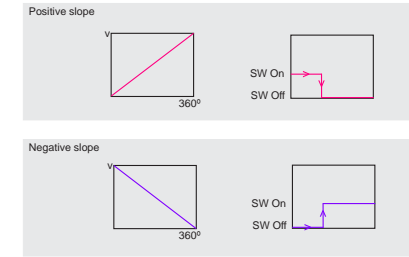 Positive slope
v
SW On
SW Off
360º
Negative slope
v
SW On
SW Off
360º